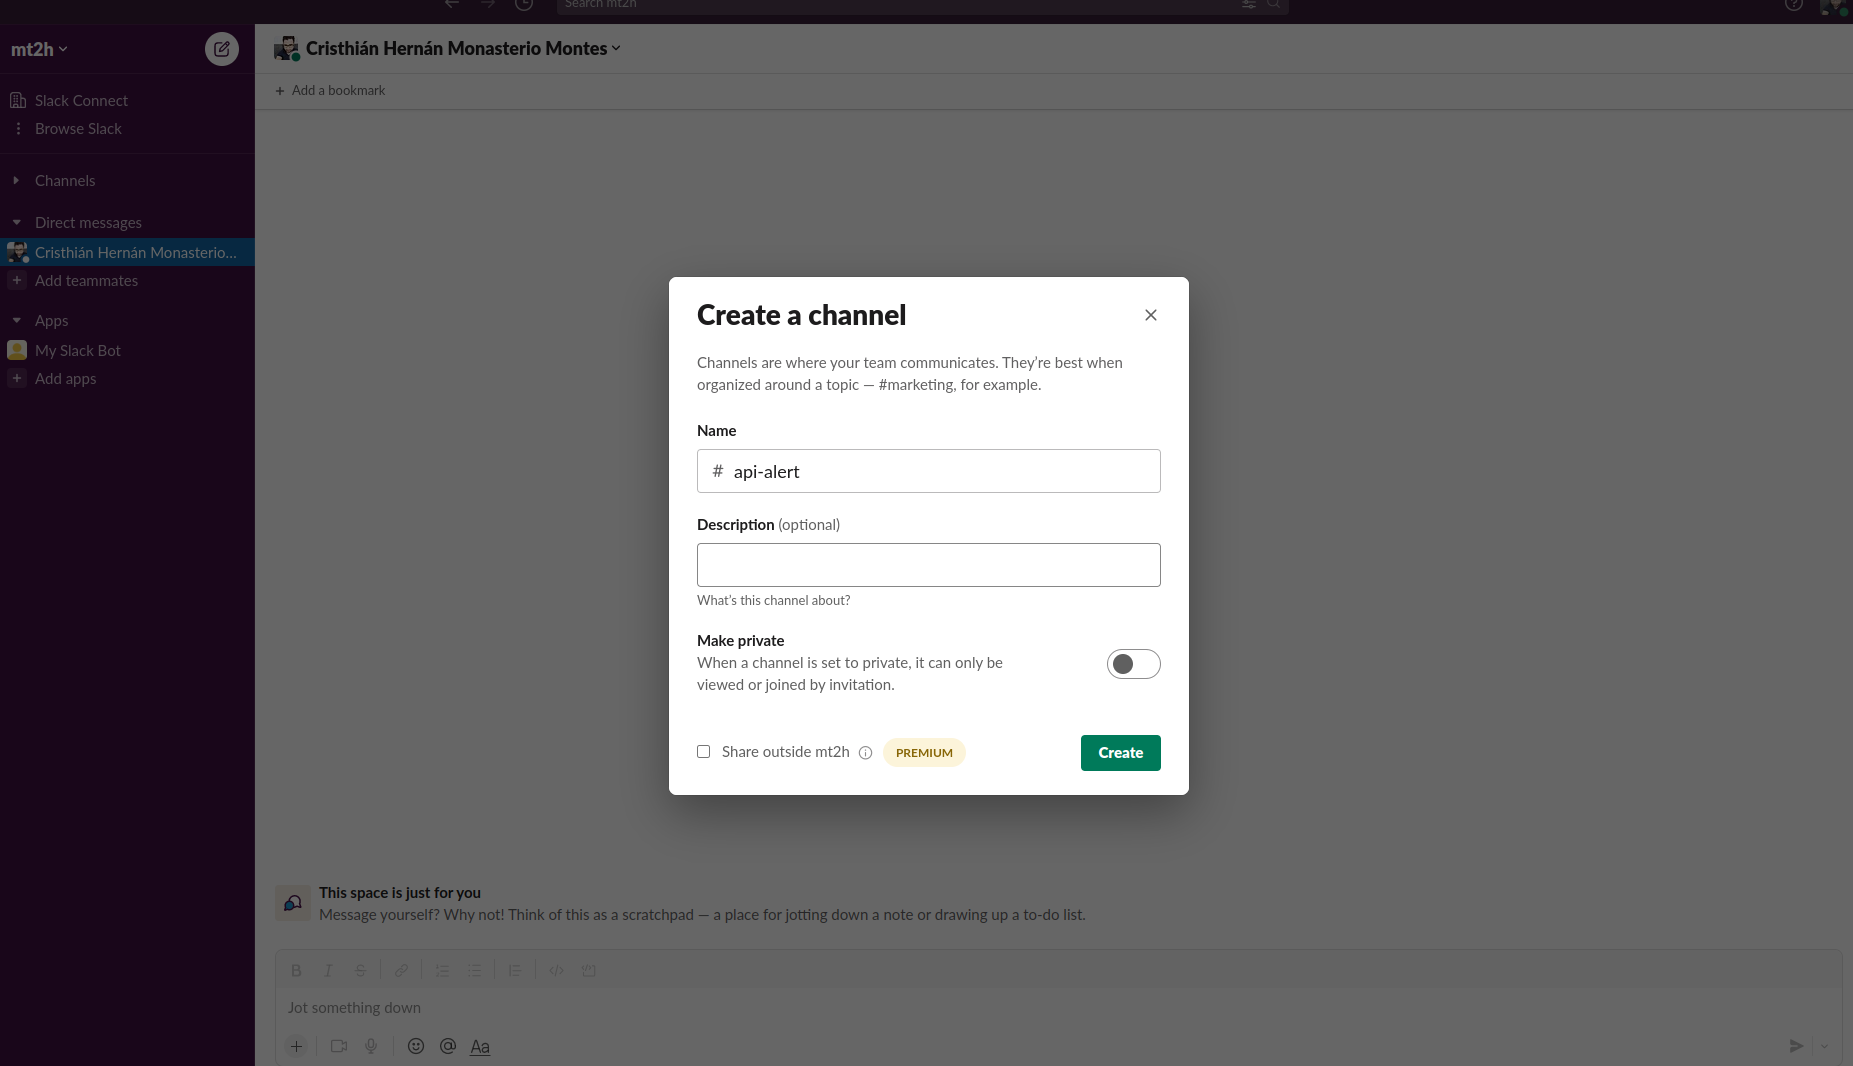 Search mt2h
mt2h
Cristhián Hernán Monasterio Montes
+ Add a bookmark
Slack Connect
Browse Slack
Channels
Direct messages
Cristhián Hernán Monasterio...
+ Add teammates
Apps
My Slack Bot
+ Add apps
Create a channel
Channels are where your team communicates. They’re best when
organized around a topic — #marketing, for example.
Name
# api-alert
Description (optional)
What’s this channel about?
Make private
When a channel is set to private, it can only be
viewed or joined by invitation.
Share outside mt2h PREMIUM
Create
This space is just for you
Message yourself? Why not! Think of this as a scratchpad — a place for jotting down a note or drawing up a to-do list.
B I S
Jot something down
+ @ Aa